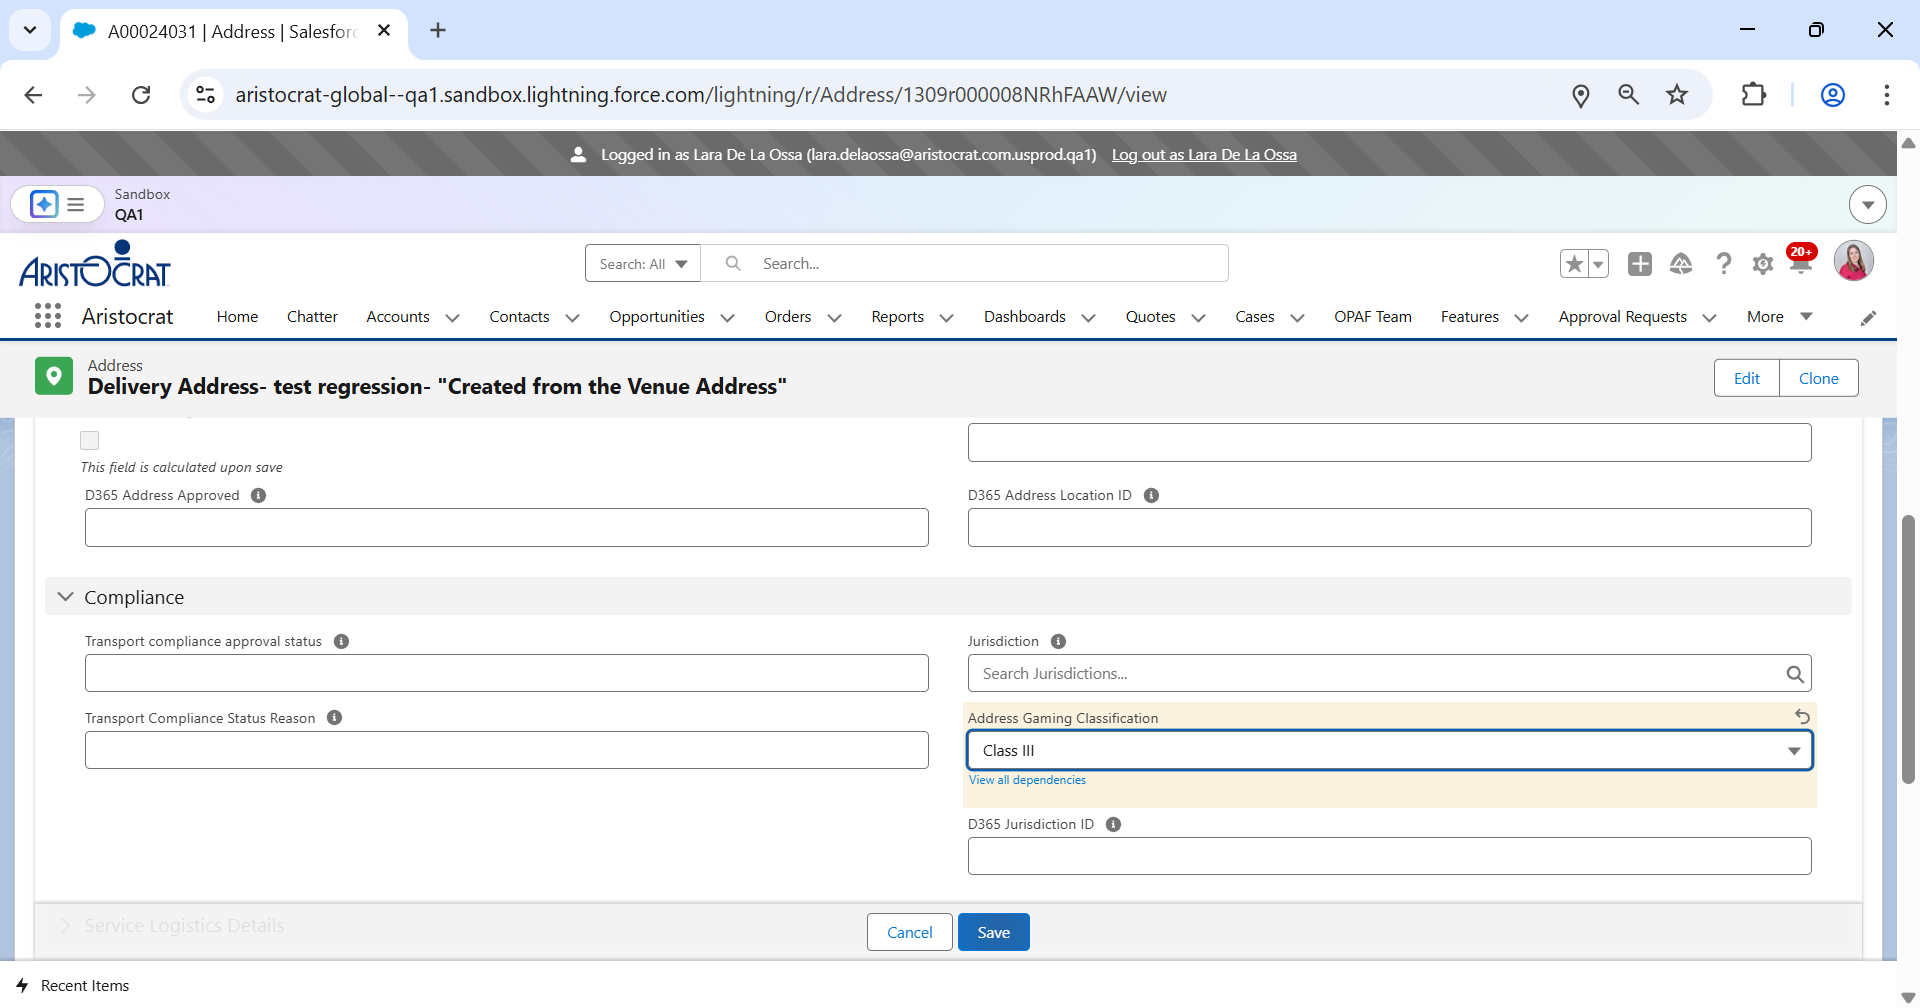 A00024031 | Address | Salesforc
aristocrat-global--qa1.sandbox.lightning.force.com/lightning/r/Address/1309r000008NRhFAAW/view
Logged in as Lara De La Ossa (lara.delaossa@aristocrat.com.usprod.qa1) Log out as Lara De La Ossa
Sandbox
QA1
ARISTOCRAT
Search: All
Search...
20+
Aristocrat Home Chatter Accounts Contacts Opportunities Orders Reports Dashboards Quotes Cases OPAF Team Features Approval Requests More
Address
Delivery Address- test regression- "Created from the Venue Address"
Edit Clone
This field is calculated upon save
D365 Address Approved
D365 Address Location ID
Compliance
Transport compliance approval status
Jurisdiction
Search Jurisdictions...
Transport Compliance Status Reason
Address Gaming Classification
Class III
View all dependencies
D365 Jurisdiction ID
Service Logistics Details
Cancel Save
Recent Items